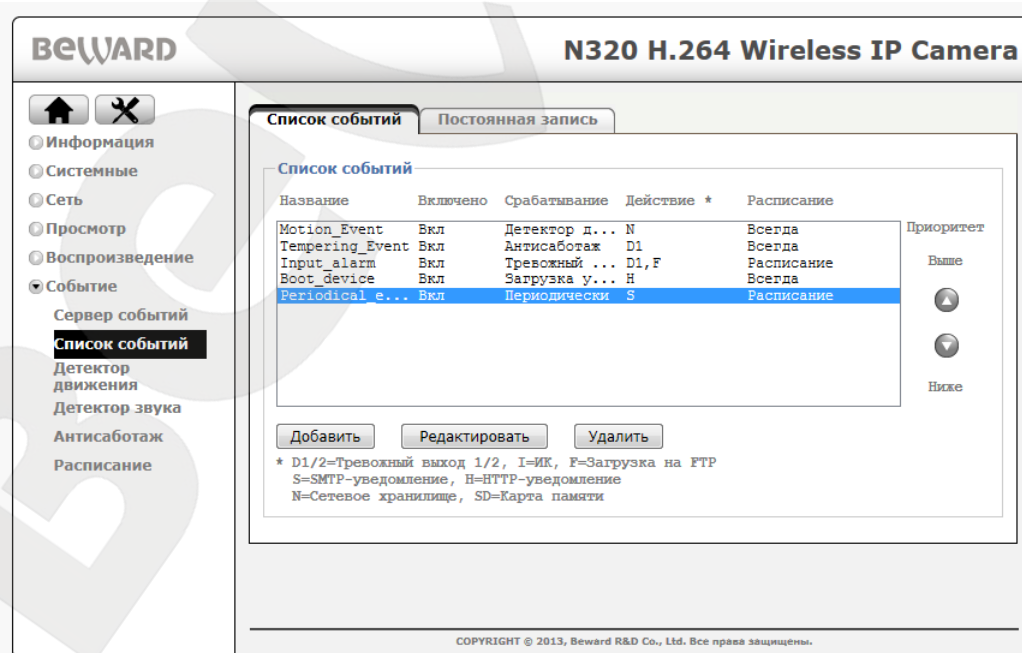 BEWARD
N320 H.264 Wireless IP Camera
Информация
Системные
Сеть
Просмотр
Воспроизведение
Событие
Сервер событий
Список событий
Детектор
движения
Детектор звука
Антисаботаж
Расписание
Список событий Постоянная запись
Список событий
Название Включено Срабатывание Действие * Расписание
Motion_Event Вкл Детектор д... N Всегда
Tempering_Event Вкл Антисаботаж D1 Всегда
Input_alarm Вкл Тревожный ... D1,F Расписание
Boot_device Вкл Загрузка у... H Всегда
Periodical_e... Вкл Периодически S Расписание
Приоритет
Выше
Ниже
Добавить Редактировать Удалить
* D1/2=Тревожный выход 1/2, I=ИК, F=Загрузка на FTP
S=SMTP-уведомление, H=HTTP-уведомление
N=Сетевое хранилище, SD=Карта памяти
COPYRIGHT © 2013, Beward R&D Co., Ltd. Все права защищены.